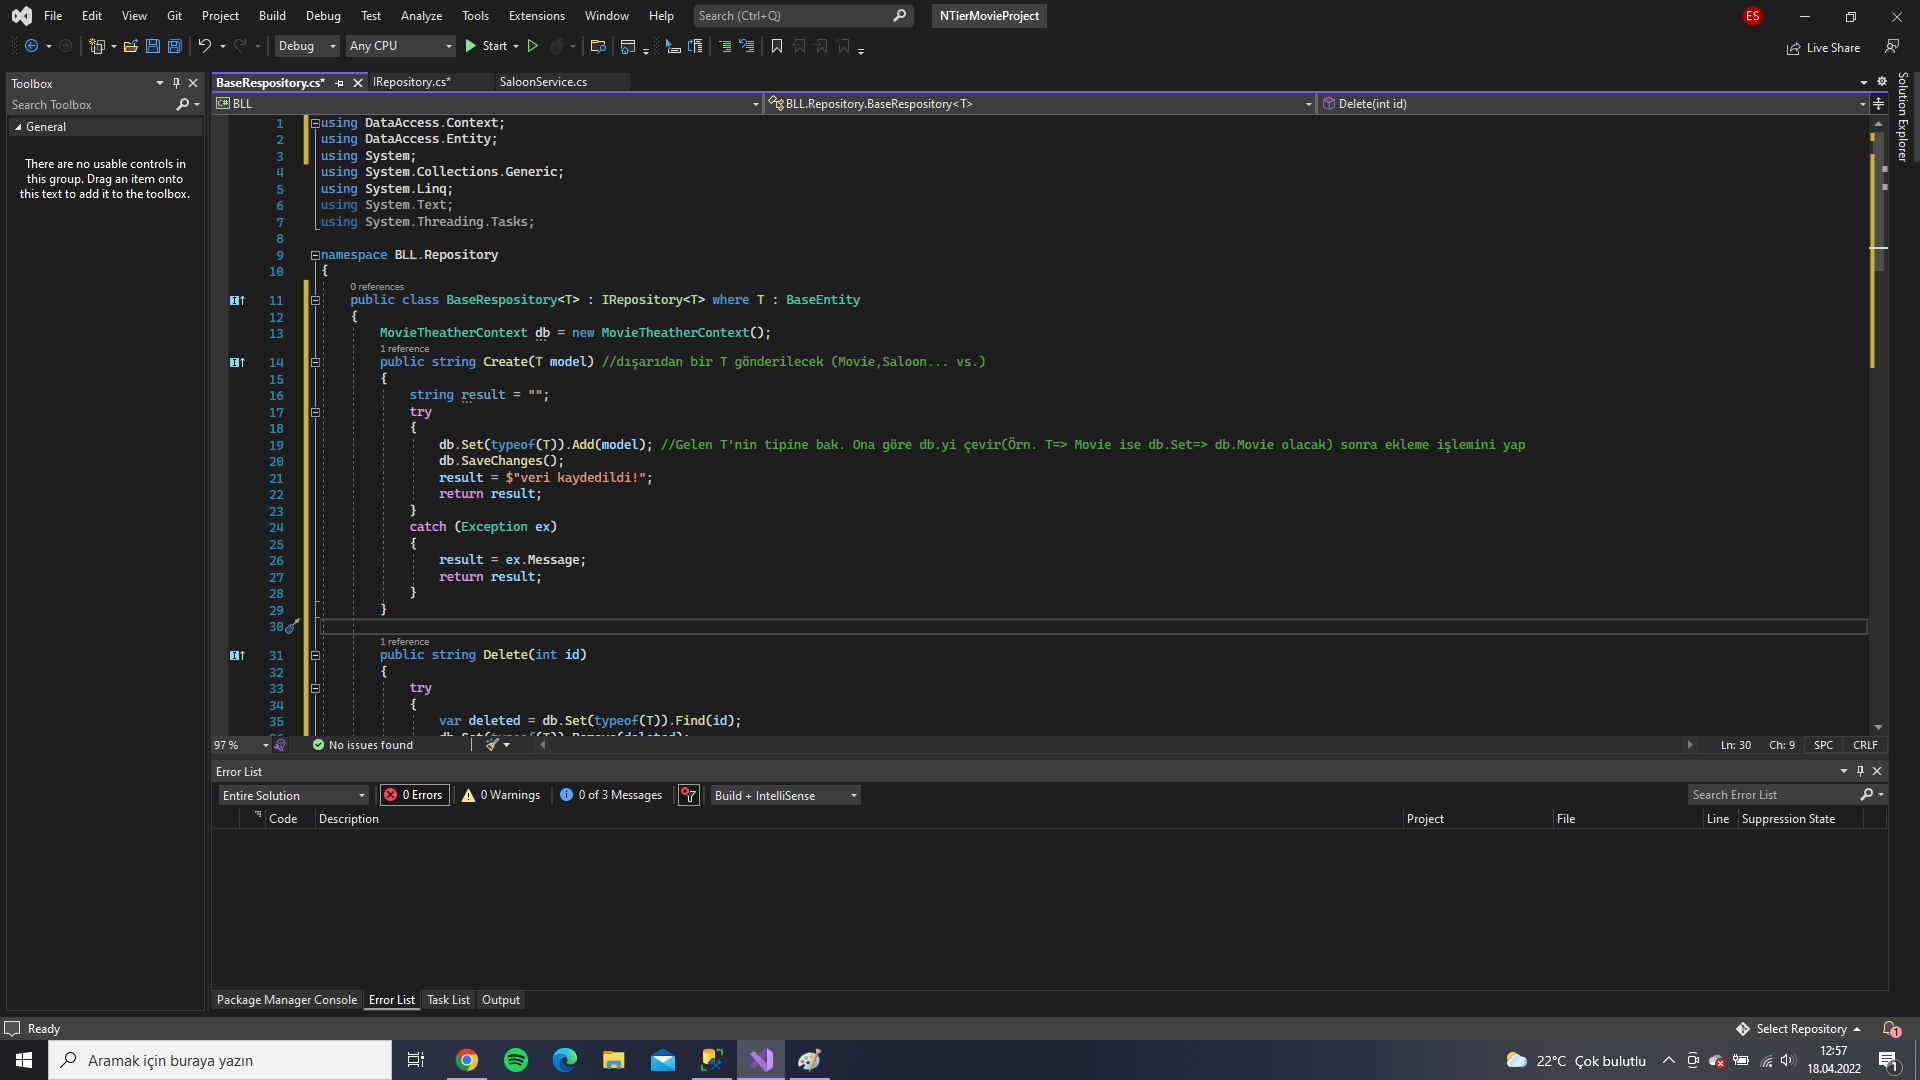 File Edit View Git Project Build Debug Test Analyze Tools Extensions Window Help Search (Ctrl+Q) NTierMovieProject ES
Debug Any CPU Start Live Share
Toolbox
Search Toolbox
General
There are no usable controls in
this group. Drag an item onto
this text to add it to the toolbox.
BaseRespository.cs* IRepository.cs* SaloonService.cs
C# BLL BLL.Repository.BaseRespository<T> Delete(int id)
Solution Explorer
1 using DataAccess.Context;
2 using DataAccess.Entity;
3 using System;
4 using System.Collections.Generic;
5 using System.Linq;
6 using System.Text;
7 using System.Threading.Tasks;
8
9 namespace BLL.Repository
10 {
0 references
11 public class BaseRespository<T> : IRepository<T> where T : BaseEntity
12 {
13 MovieTheatherContext db = new MovieTheatherContext();
1 reference
14 public string Create(T model) //dışarıdan bir T gönderilecek (Movie,Saloon... vs.)
15 {
16 string result = "";
17 try
18 {
19 db.Set(typeof(T)).Add(model); //Gelen T'nin tipine bak. Ona göre db.yi çevir(Örn. T=> Movie ise db.Set=> db.Movie olacak) sonra ekleme işlemini yap
20 db.SaveChanges();
21 result = $"veri kaydedildi!";
22 return result;
23 }
24 catch (Exception ex)
25 {
26 result = ex.Message;
27 return result;
28 }
29 }
30
1 reference
31 public string Delete(int id)
32 {
33 try
34 {
35 var deleted = db.Set(typeof(T)).Find(id);
db.Set(typeof(T)).Remove(deleted);
97 % No issues found Ln: 30 Ch: 9 SPC CRLF
Error List
Entire Solution 0 Errors 0 Warnings 0 of 3 Messages Build + IntelliSense Search Error List
Code Description Project File Line Suppression State
Package Manager Console Error List Task List Output
Ready Select Repository 1
Aramak için buraya yazın 22°C Çok bulutlu 12:57
18.04.2022 1